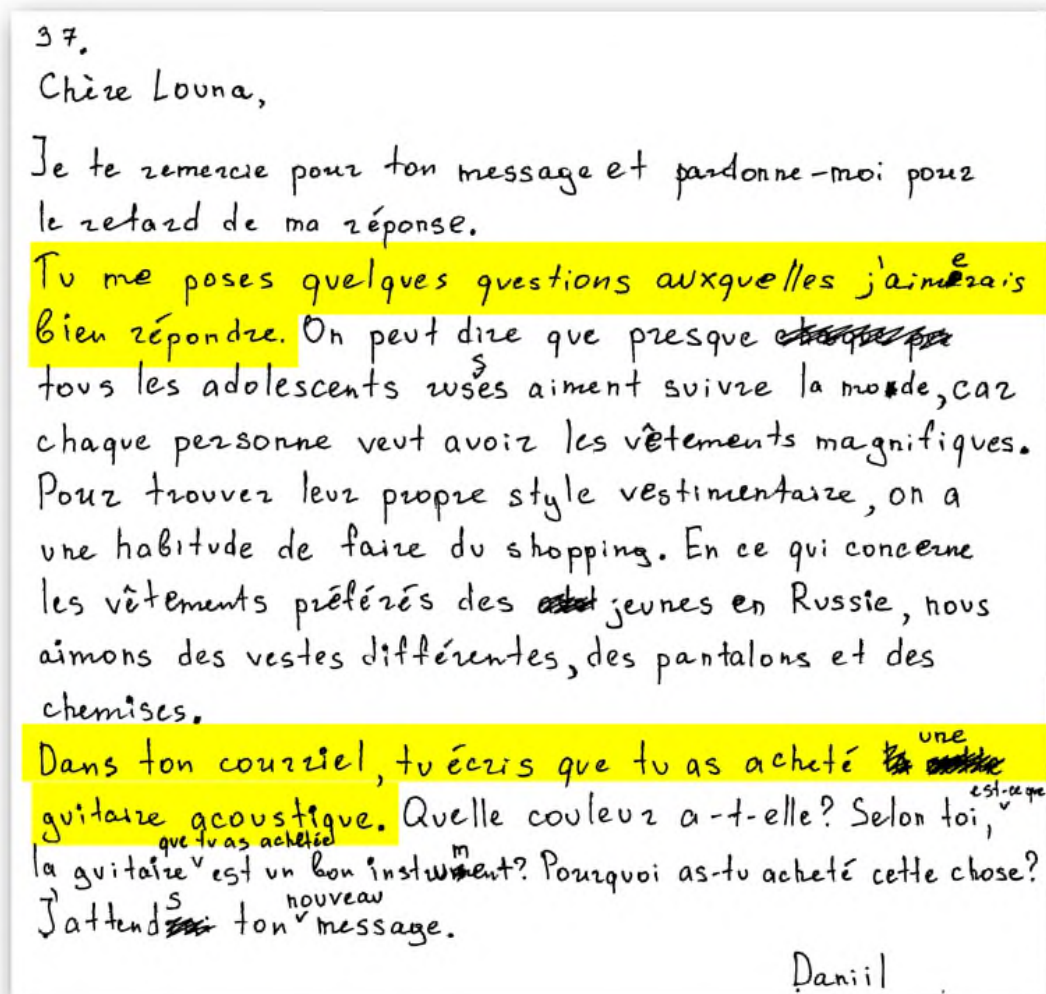 37.
Chère Louna,
Je te remercie pour ton message et pardonne-moi pour
le retard de ma réponse.
Tu me poses quelques questions auxquelles j'aimerais
bien répondre. On peut dire que presque
tous les adolescents russes aiment suivre la mode, car
chaque personne veut avoir les vêtements magnifiques.
Pour trouver leur propre style vestimentaire, on a
une habitude de faire du shopping. En ce qui concerne
les vêtements préférés des jeunes en Russie, nous
aimons des vestes différentes, des pantalons et des
chemises.
Dans ton courriel, tu écris que tu as acheté une
guitare acoustique. Quelle couleur a-t-elle? Selon toi, est-ce que
la guitare que tu as achetée est un bon instrument? Pourquoi as-tu acheté cette chose?
J'attends ton nouveau message.
Daniil